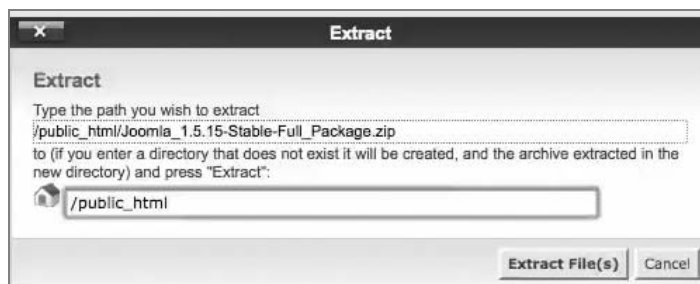 Extract
Extract
Type the path you wish to extract
/public_html/Joomla_1.5.15-Stable-Full_Package.zip
to (if you enter a directory that does not exist it will be created, and the archive extracted in the
new directory) and press "Extract":
/public_html
Extract File(s) Cancel